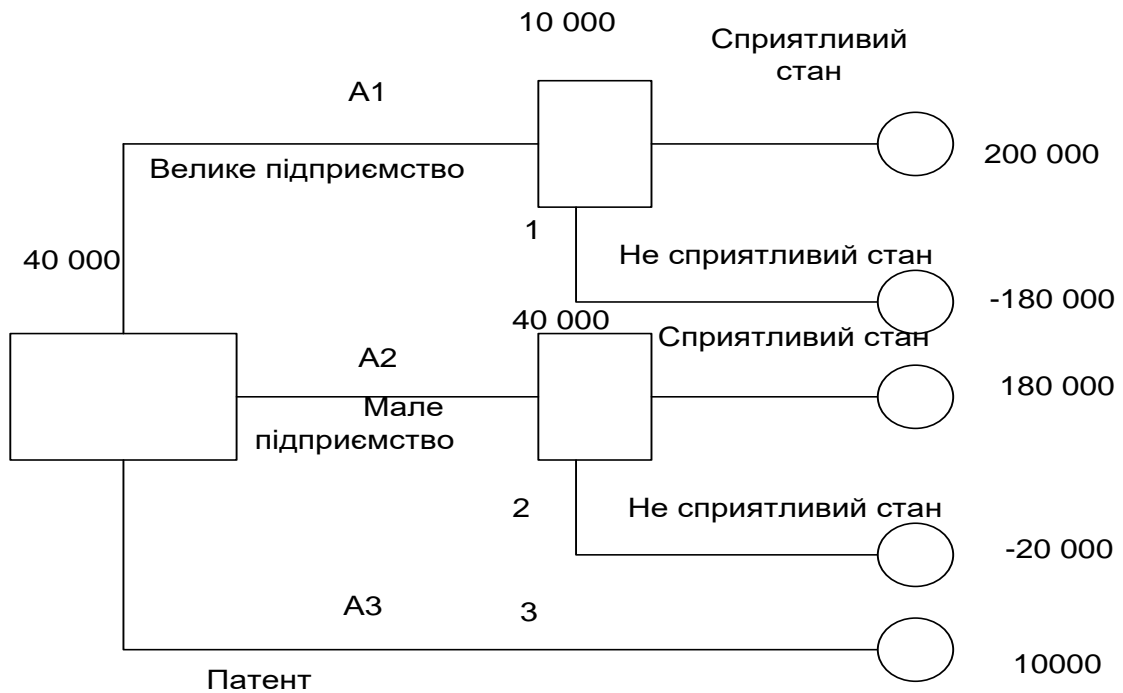 10 000
Сприятливий
стан
А1
Велике підприємство
200 000
1
Не сприятливий стан
40 000
-180 000
40 000
Сприятливий стан
А2
180 000
Мале
підприємство
2
Не сприятливий стан
-20 000
А3
3
10000
Патент